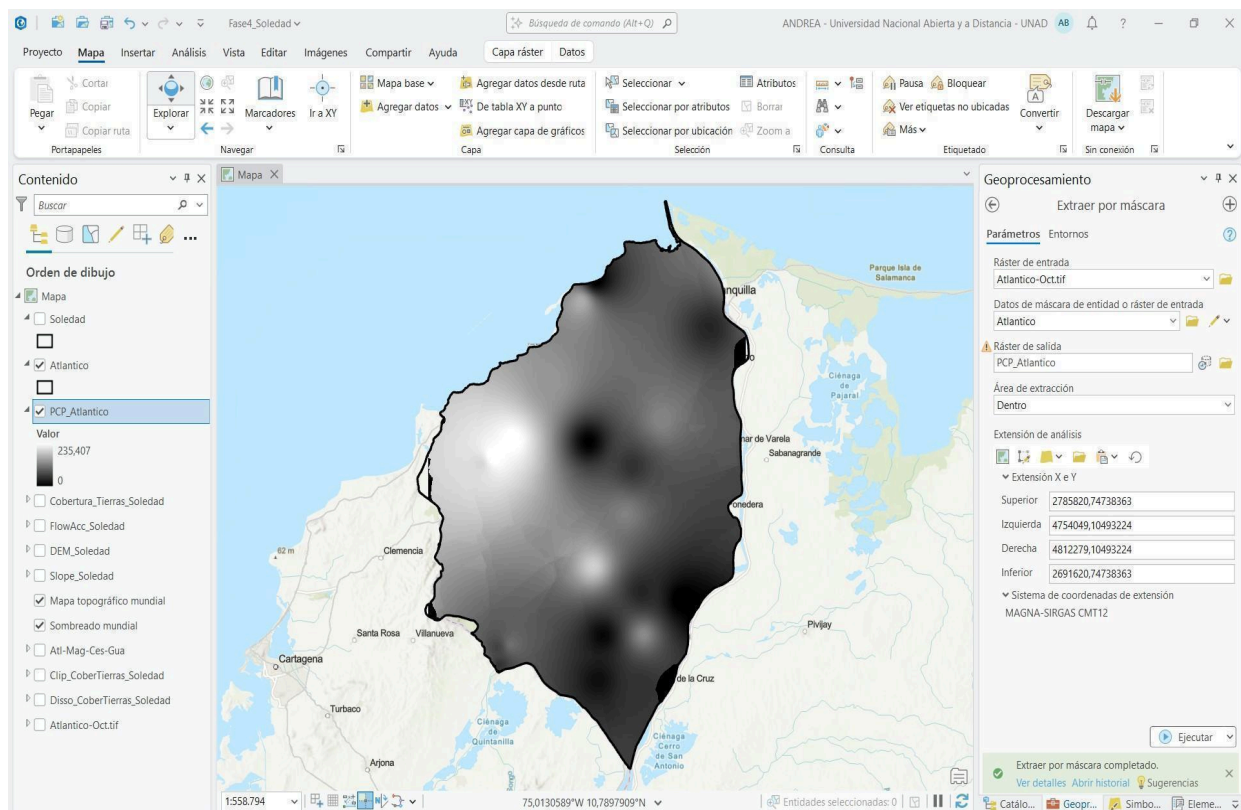 Fase4_Soledad
Búsqueda de comando (Alt+Q)
ANDREA - Universidad Nacional Abierta y a Distancia - UNAD
AB
?
Proyecto Mapa Insertar Análisis Vista Editar Imágenes Compartir Ayuda Capa ráster Datos
Pegar
Cortar
Copiar
Copiar ruta
Portapapeles
Explorar
Marcadores
Ir a XY
Navegar
Mapa base
Agregar datos
Agregar datos desde ruta
De tabla XY a punto
Agregar capa de gráficos
Capa
Seleccionar
Seleccionar por atributos
Seleccionar por ubicación
Atributos
Borrar
Zoom a
Selección
Consulta
Pausa Bloquear
Ver etiquetas no ubicadas
Más
Convertir
Etiquetado
Descargar
mapa
Sin conexión
Contenido
Buscar
Orden de dibujo
Mapa
Soledad
Atlantico
PCP_Atlantico
Valor
235,407
0
Cobertura_Tierras_Soledad
FlowAcc_Soledad
DEM_Soledad
Slope_Soledad
Mapa topográfico mundial
Sombreado mundial
Atl-Mag-Ces-Gua
Clip_CoberTierras_Soledad
Disso_CoberTierras_Soledad
Atlantico-Oct.tif
Mapa
Parque Isla de
Salamanca
nquilla
Ciénaga
de
Pajaral
nar de Varela
Sabanagrande
onedera
62 m
Clemencia
Santa Rosa
Villanueva
Pivijay
Cartagena
de la Cruz
Turbaco
Ciénaga
de
Quintanilla
Ciénaga
Cerro
de San
Antonio
Arjona
1:558.794
75,0130589°W 10,7897909°N
Entidades seleccionadas: 0
Geoprocesamiento
Extraer por máscara
Parámetros Entornos
Ráster de entrada
Atlantico-Oct.tif
Datos de máscara de entidad o ráster de entrada
Atlantico
Ráster de salida
PCP_Atlantico
Área de extracción
Dentro
Extensión de análisis
Extensión X e Y
Superior 2785820,74738363
Izquierda 4754049,10493224
Derecha 4812279,10493224
Inferior 2691620,74738363
Sistema de coordenadas de extensión
MAGNA-SIRGAS CMT12
Ejecutar
Extraer por máscara completado.
Ver detalles Abrir historial Sugerencias
Catálo... Geopr... Simbo... Eleme...